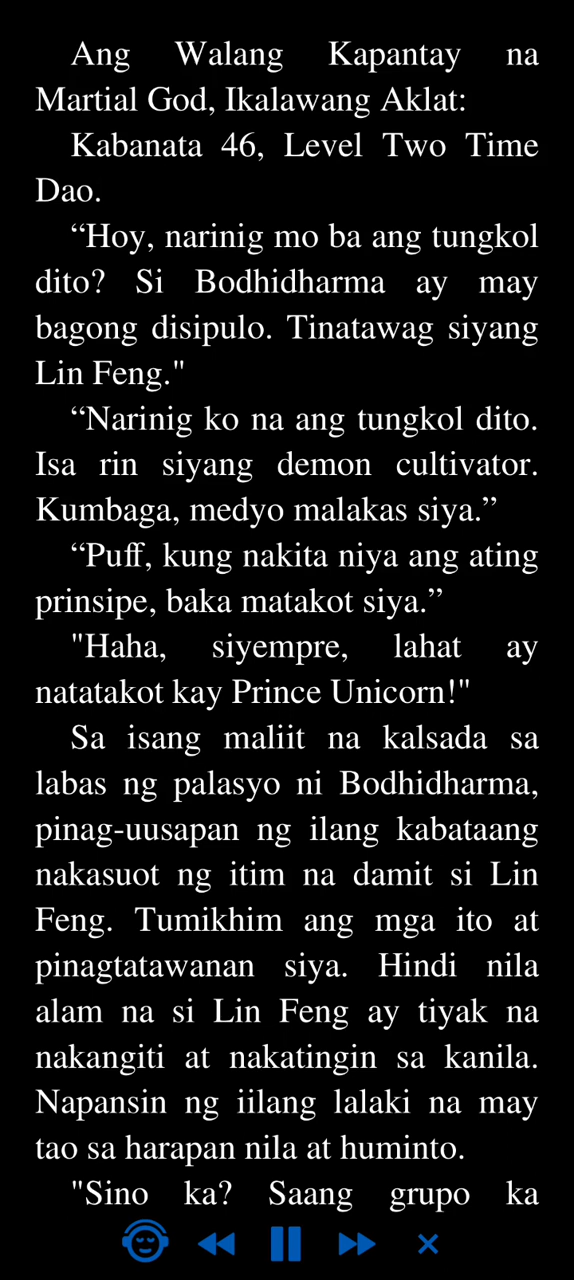 Ang Walang Kapantay na
Martial God, Ikalawang Aklat:
Kabanata 46, Level Two Time
Dao.
“Hoy, narinig mo ba ang tungkol
dito? Si Bodhidharma ay may
bagong disipulo. Tinatawag siyang
Lin Feng."
“Narinig ko na ang tungkol dito.
Isa rin siyang demon cultivator.
Kumbaga, medyo malakas siya.”
“Puff, kung nakita niya ang ating
prinsipe, baka matakot siya.”
"Haha, siyempre, lahat ay
natatakot kay Prince Unicorn!"
Sa isang maliit na kalsada sa
labas ng palasyo ni Bodhidharma,
pinag-uusapan ng ilang kabataang
nakasuot ng itim na damit si Lin
Feng. Tumikhim ang mga ito at
pinagtatawanan siya. Hindi nila
alam na si Lin Feng ay tiyak na
nakangiti at nakatingin sa kanila.
Napansin ng iilang lalaki na may
tao sa harapan nila at huminto.
"Sino ka? Saang grupo ka